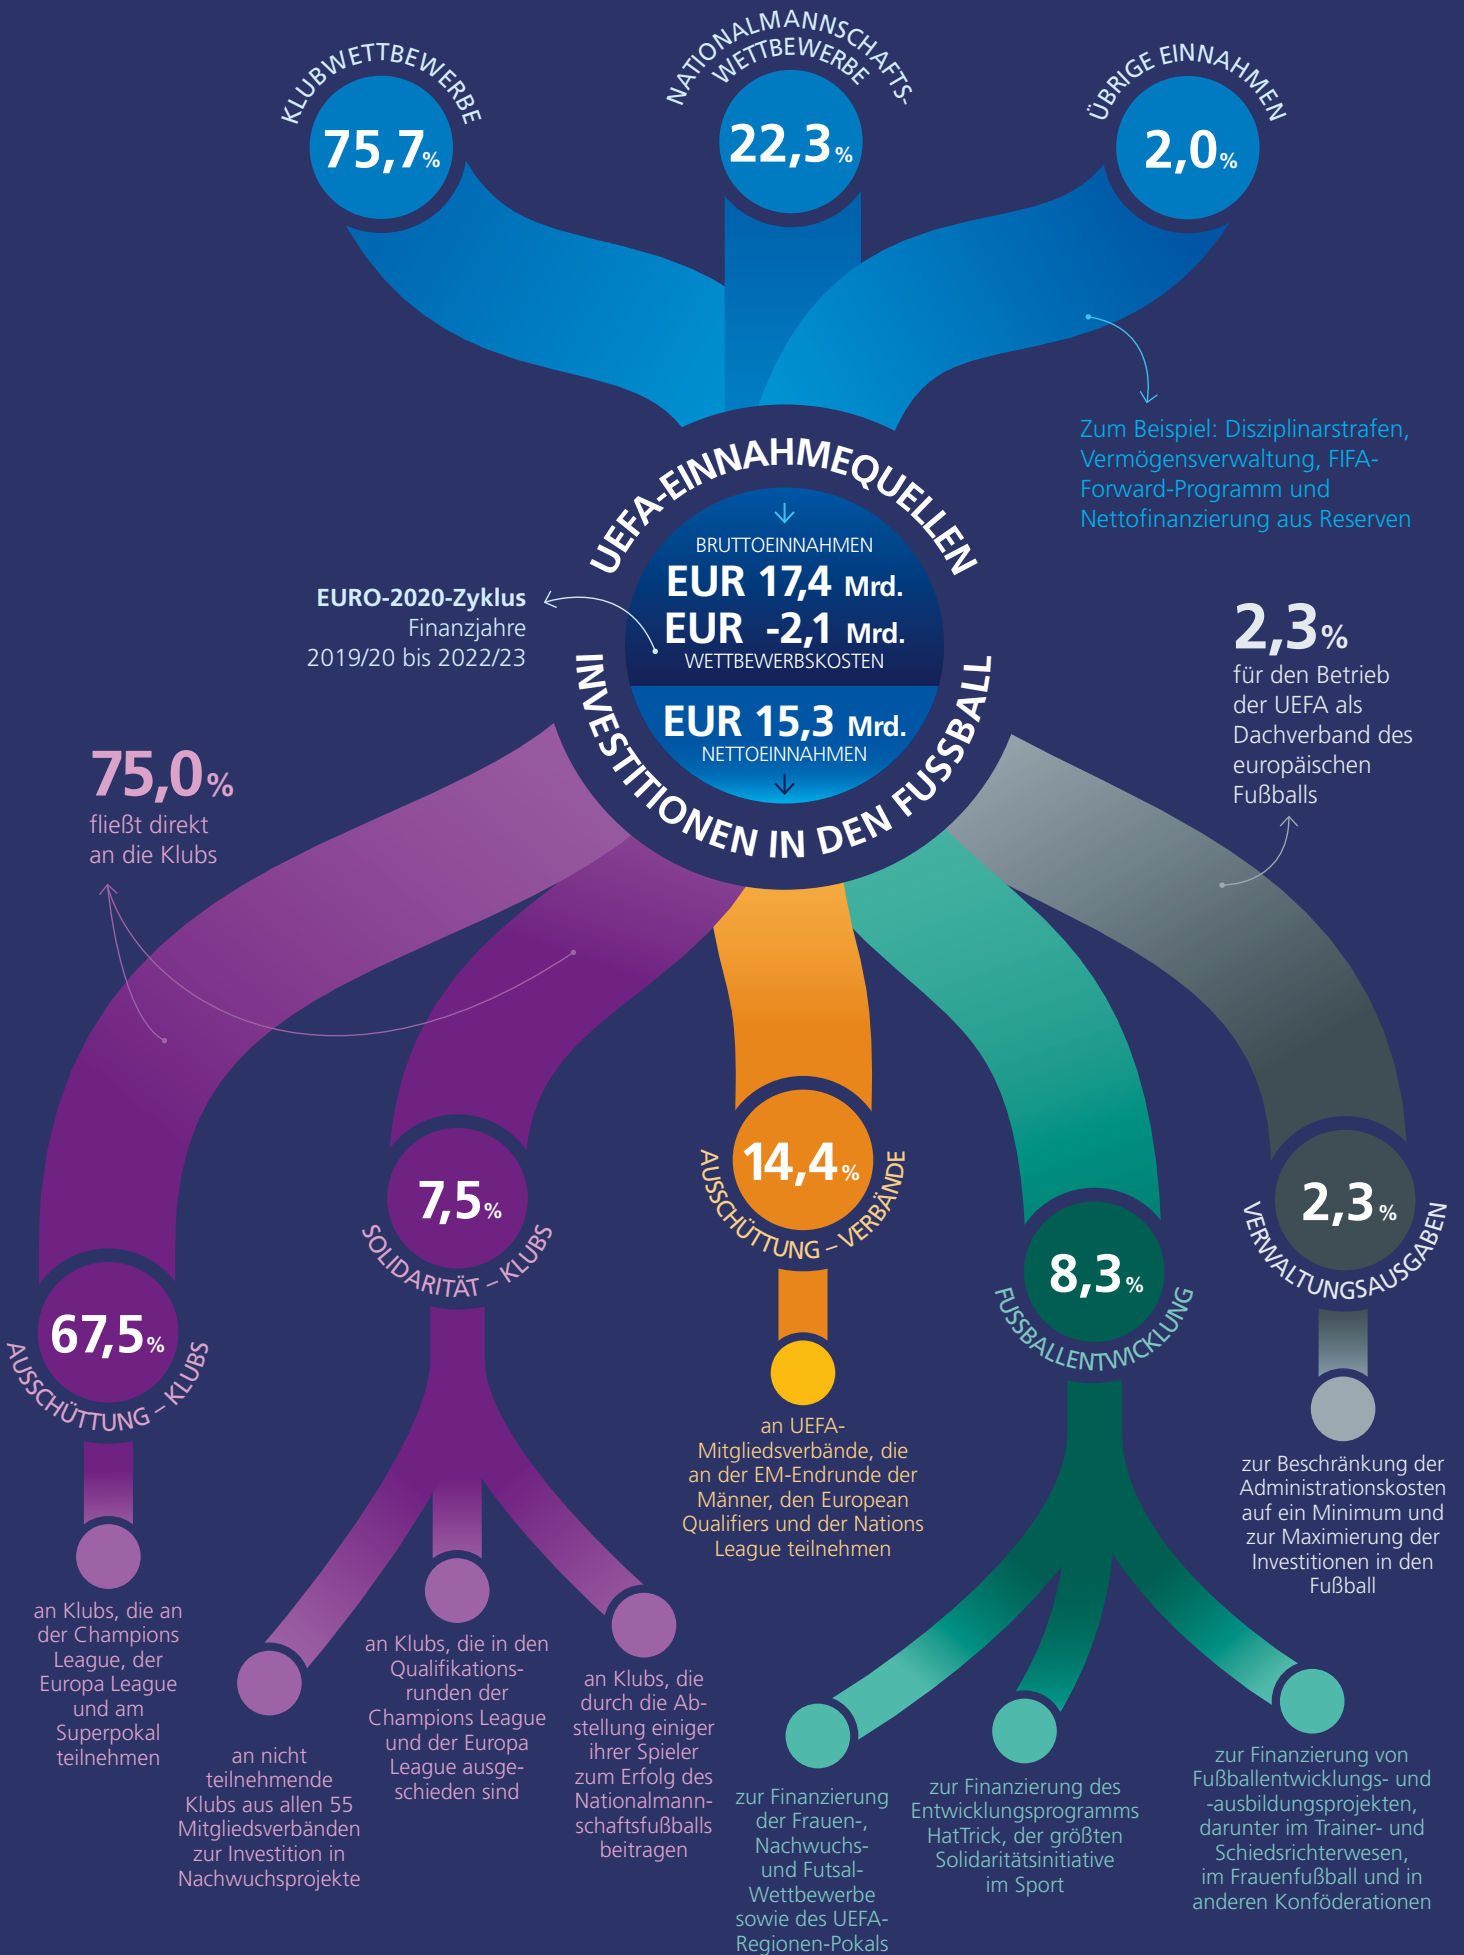 KLUBWETTBEWERBE
75,7%
NATIONALMANNSCHAFTS-
WETTBEWERBE
22,3%
ÜBRIGE EINNAHMEN
2,0%
Zum Beispiel: Disziplinarstrafen,
Vermögensverwaltung, FIFA-
Forward-Programm und
Nettofinanzierung aus Reserven
UEFA-EINNAHMEQUELLEN
BRUTTOEINNAHMEN
EUR 17,4 Mrd.
EUR -2,1 Mrd.
WETTBEWERBSKOSTEN
EUR 15,3 Mrd.
NETTOEINNAHMEN
INVESTITIONEN IN DEN FUSSBALL
EURO-2020-Zyklus
Finanzjahre
2019/20 bis 2022/23
2,3%
für den Betrieb
der UEFA als
Dachverband des
europäischen
Fußballs
75,0%
fließt direkt
an die Klubs
67,5%
AUSSCHÜTTUNG – KLUBS
an Klubs, die an
der Champions
League, der
Europa League
und am
Superpokal
teilnehmen
7,5%
SOLIDARITÄT – KLUBS
an nicht
teilnehmende
Klubs aus allen 55
Mitgliedsverbänden
zur Investition in
Nachwuchsprojekte
an Klubs, die in den
Qualifikations-
runden der
Champions League
und der Europa
League ausge-
schieden sind
an Klubs, die
durch die Ab-
stellung einiger
ihrer Spieler
zum Erfolg des
Nationalmann-
schaftsfußballs
beitragen
14,4%
AUSSCHÜTTUNG – VERBÄNDE
an UEFA-
Mitgliedsverbände, die
an der EM-Endrunde der
Männer, den European
Qualifiers und der Nations
League teilnehmen
8,3%
FUSSBALLENTWICKLUNG
zur Finanzierung
der Frauen-,
Nachwuchs-
und Futsal-
Wettbewerbe
sowie des UEFA-
Regionen-Pokals
zur Finanzierung des
Entwicklungsprogramms
HatTrick, der größten
Solidaritätsinitiative
im Sport
zur Finanzierung von
Fußballentwicklungs- und
-ausbildungsprojekten,
darunter im Trainer- und
Schiedsrichterwesen,
im Frauenfußball und in
anderen Konföderationen
2,3%
VERWALTUNGSAUSGABEN
zur Beschränkung der
Administrationskosten
auf ein Minimum und
zur Maximierung der
Investitionen in den
Fußball